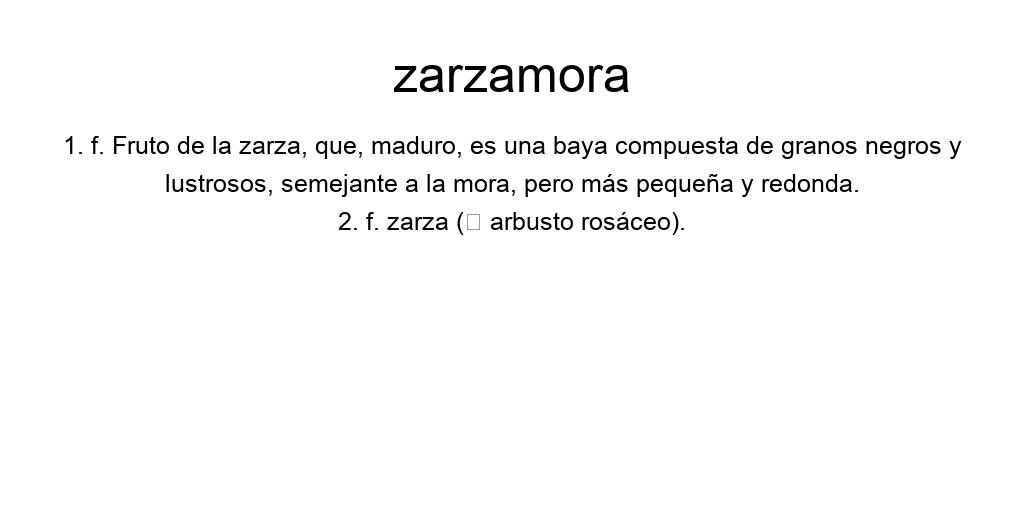 zarzamora
1. f. Fruto de la zarza, que, maduro, es una baya compuesta de granos negros y
lustrosos, semejante a la mora, pero más pequeña y redonda.
2. f. zarza (□ arbusto rosáceo).